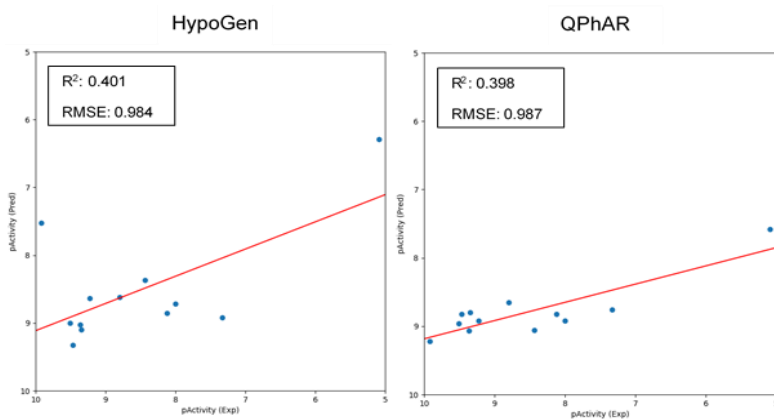 HypoGen
QPhAR
R²: 0.401
RMSE: 0.984
5
6
7
8
9
10
pActivity (Pred)
10
9
8
7
6
5
pActivity (Exp)
R²: 0.398
RMSE: 0.987
5
6
7
8
9
10
pActivity (Pred)
10
9
8
7
6
pActivity (Exp)